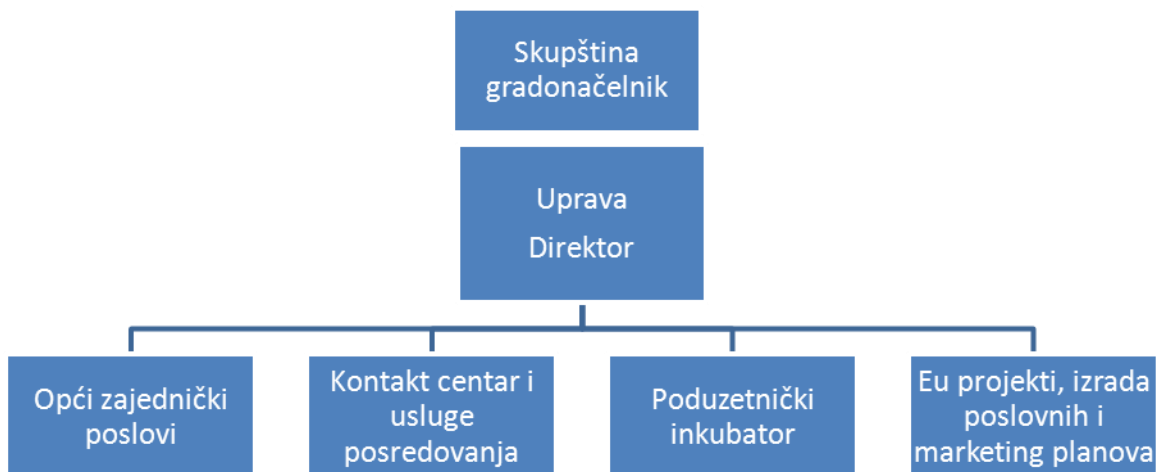 Skupština
gradonačelnik
Uprava
Direktor
Opći zajednički
poslovi
Kontakt centar i
usluge
posredovanja
Poduzetnički
inkubator
Eu projekti, izrada
poslovnih i
marketing planova